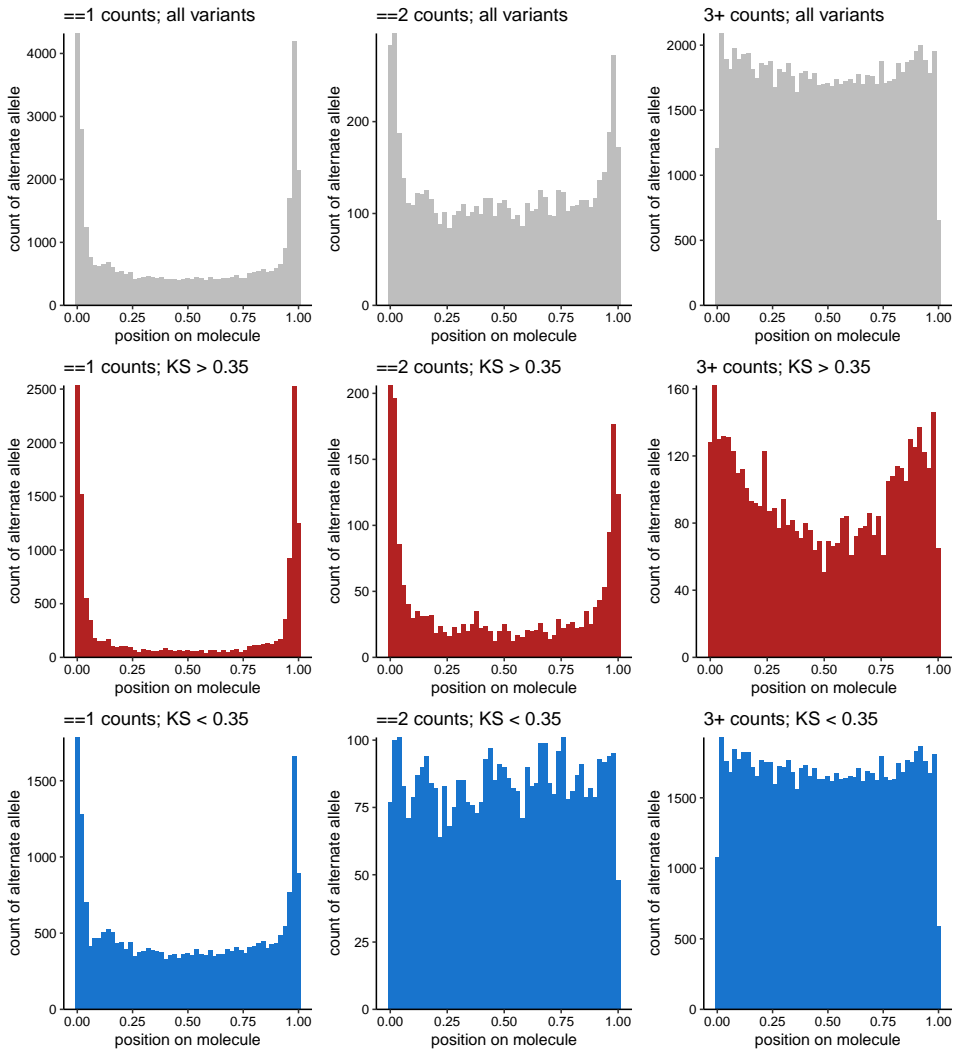 ==1 counts; all variants
==2 counts; all variants
3+ counts; all variants
count of alternate allele
4000
3000
2000
1000
0
0.00 0.25 0.50 0.75 1.00
position on molecule
count of alternate allele
200
100
0
0.00 0.25 0.50 0.75 1.00
position on molecule
count of alternate allele
2000
1500
1000
500
0
0.00 0.25 0.50 0.75 1.00
position on molecule
==1 counts; KS > 0.35
==2 counts; KS > 0.35
3+ counts; KS > 0.35
count of alternate allele
2500
2000
1500
1000
500
0
0.00 0.25 0.50 0.75 1.00
position on molecule
count of alternate allele
200
150
100
50
0
0.00 0.25 0.50 0.75 1.00
position on molecule
count of alternate allele
160
120
80
40
0
0.00 0.25 0.50 0.75 1.00
position on molecule
==1 counts; KS < 0.35
==2 counts; KS < 0.35
3+ counts; KS < 0.35
count of alternate allele
1500
1000
500
0
0.00 0.25 0.50 0.75 1.00
position on molecule
count of alternate allele
100
75
50
25
0
0.00 0.25 0.50 0.75 1.00
position on molecule
count of alternate allele
1500
1000
500
0
0.00 0.25 0.50 0.75 1.00
position on molecule